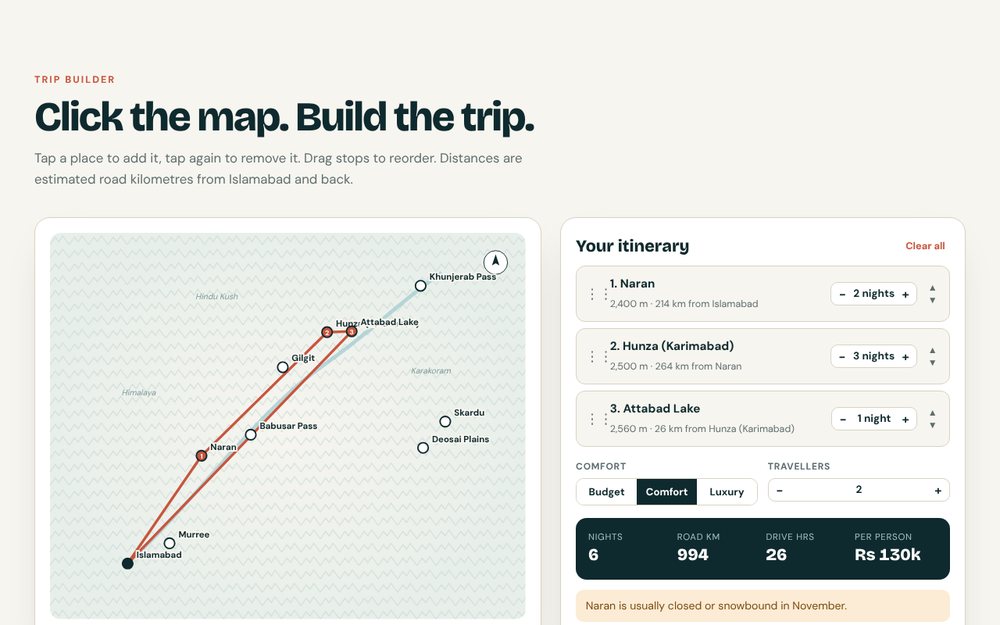 TRIP BUILDER
Click the map. Build the trip.
Tap a place to add it, tap again to remove it. Drag stops to reorder. Distances are
estimated road kilometres from Islamabad and back.
Khunjerab Pass
Hindu Kush
Attabad Lake
2
3
Gilgit
Karakoram
Himalaya
Skardu
Babusar Pass
Deosai Plains
Naran
1
Murree
Islamabad
Your itinerary
Clear all
1. Naran
2,400 m · 214 km from Islamabad
– 2 nights +
2. Hunza (Karimabad)
2,500 m · 264 km from Naran
– 3 nights +
3. Attabad Lake
2,560 m · 26 km from Hunza (Karimabad)
– 1 night +
COMFORT
TRAVELLERS
Budget Comfort Luxury
– 2 +
NIGHTS ROAD KM DRIVE HRS PER PERSON
6 994 26 Rs 130k
Naran is usually closed or snowbound in November.